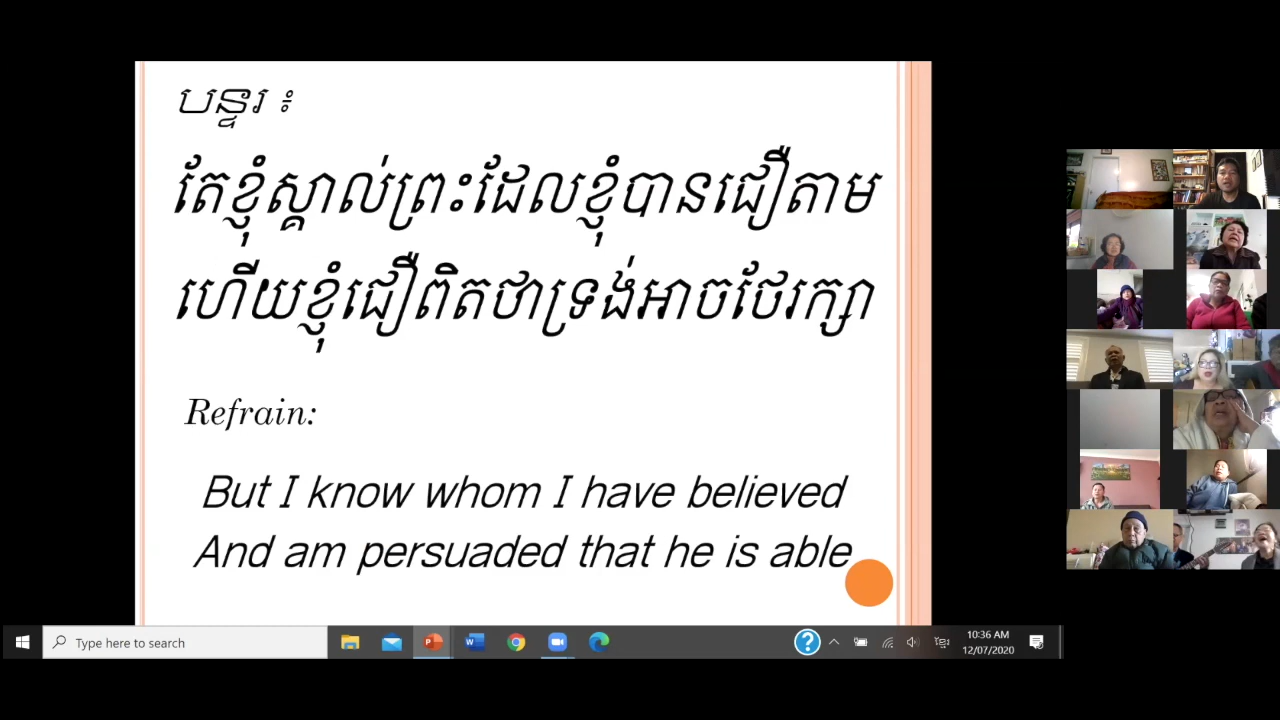 បន្ទរ ៖
តែខ្ញុំស្គាល់ព្រះដែលខ្ញុំបានជឿតាម
ហើយខ្ញុំជឿពិតថាទ្រង់អាចថែរក្សា
Refrain:
But I know whom I have believed
And am persuaded that he is able
Type here to search
10:36 AM
12/07/2020